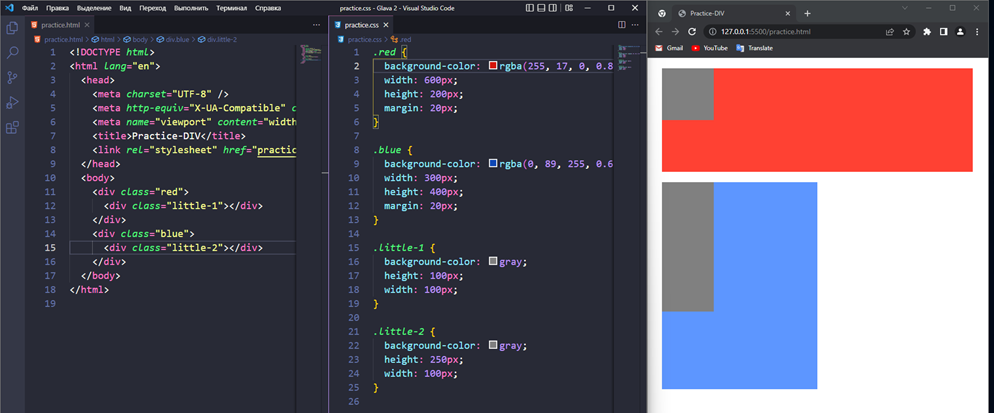 Файл Правка Выделение Вид Переход Выполнить Терминал Справка
practice.css - Glava 2 - Visual Studio Code
practice.html
practice.html > html > body > div.blue > div.little-2
1 <!DOCTYPE html>
2 <html lang="en">
3 <head>
4 <meta charset="UTF-8" />
5 <meta http-equiv="X-UA-Compatible" c
6 <meta name="viewport" content="width
7 <title>Practice-DIV</title>
8 <link rel="stylesheet" href="practic
9 </head>
10 <body>
11 <div class="red">
12 <div class="little-1"></div>
13 </div>
14 <div class="blue">
15 <div class="little-2"></div>
16 </div>
17 </body>
18 </html>
19
practice.css
practice.css > .red
1 .red {
2 background-color: rgba(255, 17, 0, 0.8
3 width: 600px;
4 height: 200px;
5 margin: 20px;
6 }
7
8 .blue {
9 background-color: rgba(0, 89, 255, 0.6
10 width: 300px;
11 height: 400px;
12 margin: 20px;
13 }
14
15 .little-1 {
16 background-color: gray;
17 height: 100px;
18 width: 100px;
19 }
20
21 .little-2 {
22 background-color: gray;
23 height: 250px;
24 width: 100px;
25 }
26
Practice-DIV
127.0.0.1:5500/practice.html
Gmail YouTube Translate